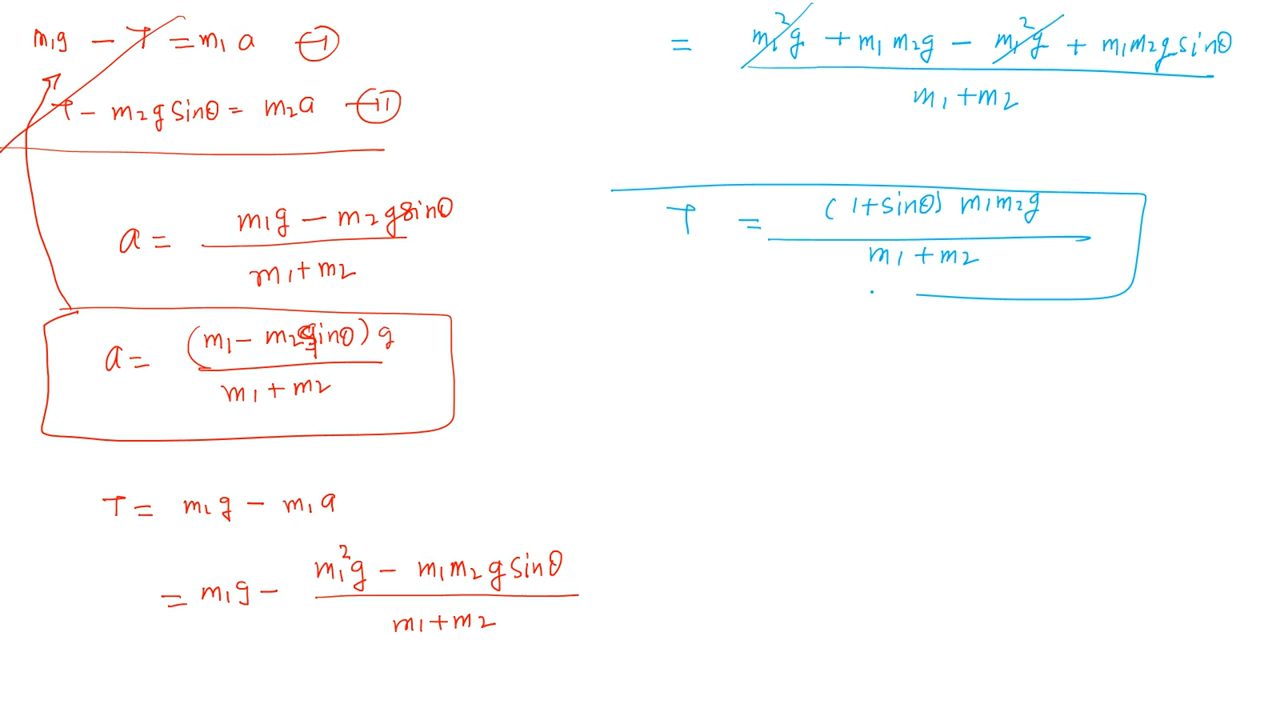 m₁g − T = m₁a —(I)
T − m₂g sinθ = m₂a —(II)
a = (m₁g − m₂g sinθ) / (m₁ + m₂)
a = (m₁ − m₂ sinθ) g / (m₁ + m₂)
T = m₁g − m₁a
= m₁g − (m₁²g − m₁m₂g sinθ) / (m₁ + m₂)
= (m₁²g + m₁m₂g − m₁²g + m₁m₂g sinθ) / (m₁ + m₂)
T = (1 + sinθ) m₁m₂g / (m₁ + m₂)